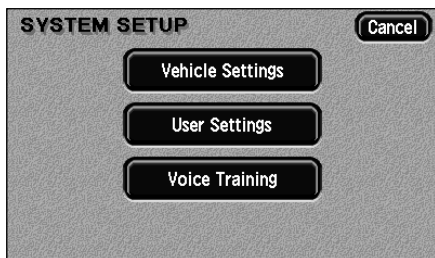 SYSTEM SETUP
Cancel
Vehicle Settings
User Settings
Voice Training